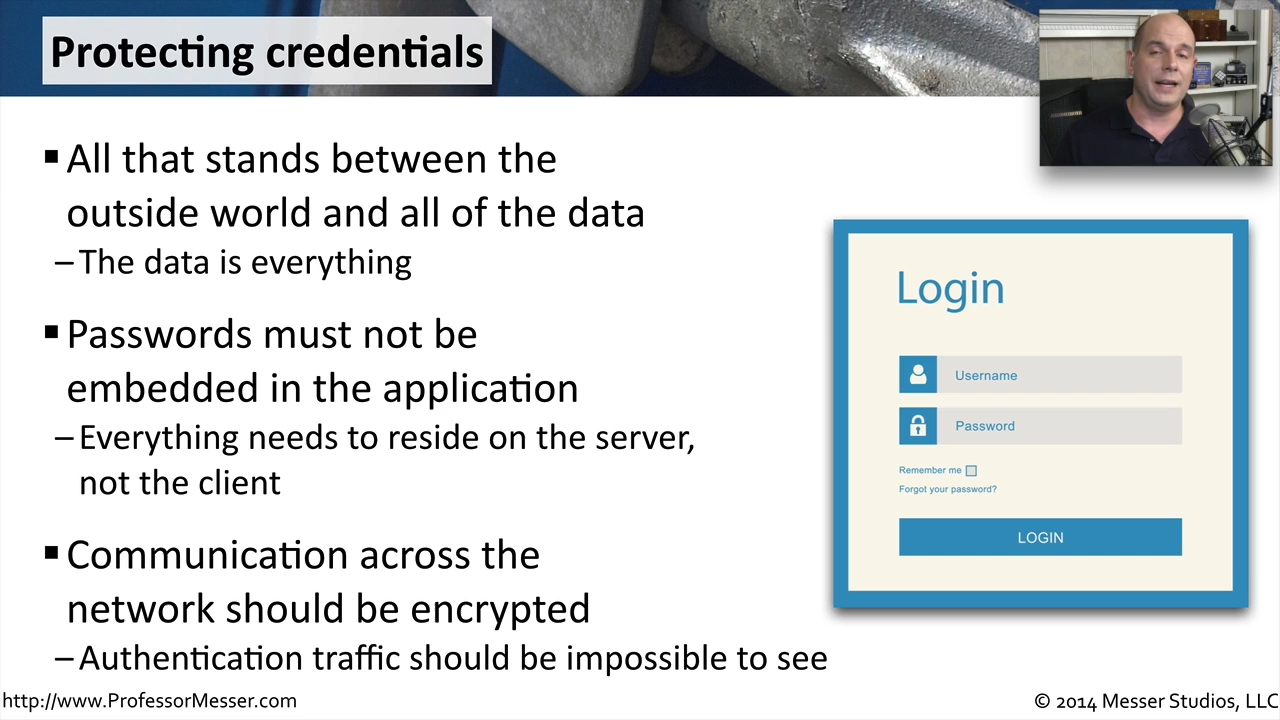 Protecting credentials
▪ All that stands between the
outside world and all of the data
– The data is everything
▪ Passwords must not be
embedded in the application
– Everything needs to reside on the server,
not the client
▪ Communication across the
network should be encrypted
– Authentication traffic should be impossible to see
Login
Username
Password
Remember me
Forgot your password?
LOGIN
http://www.ProfessorMesser.com
© 2014 Messer Studios, LLC